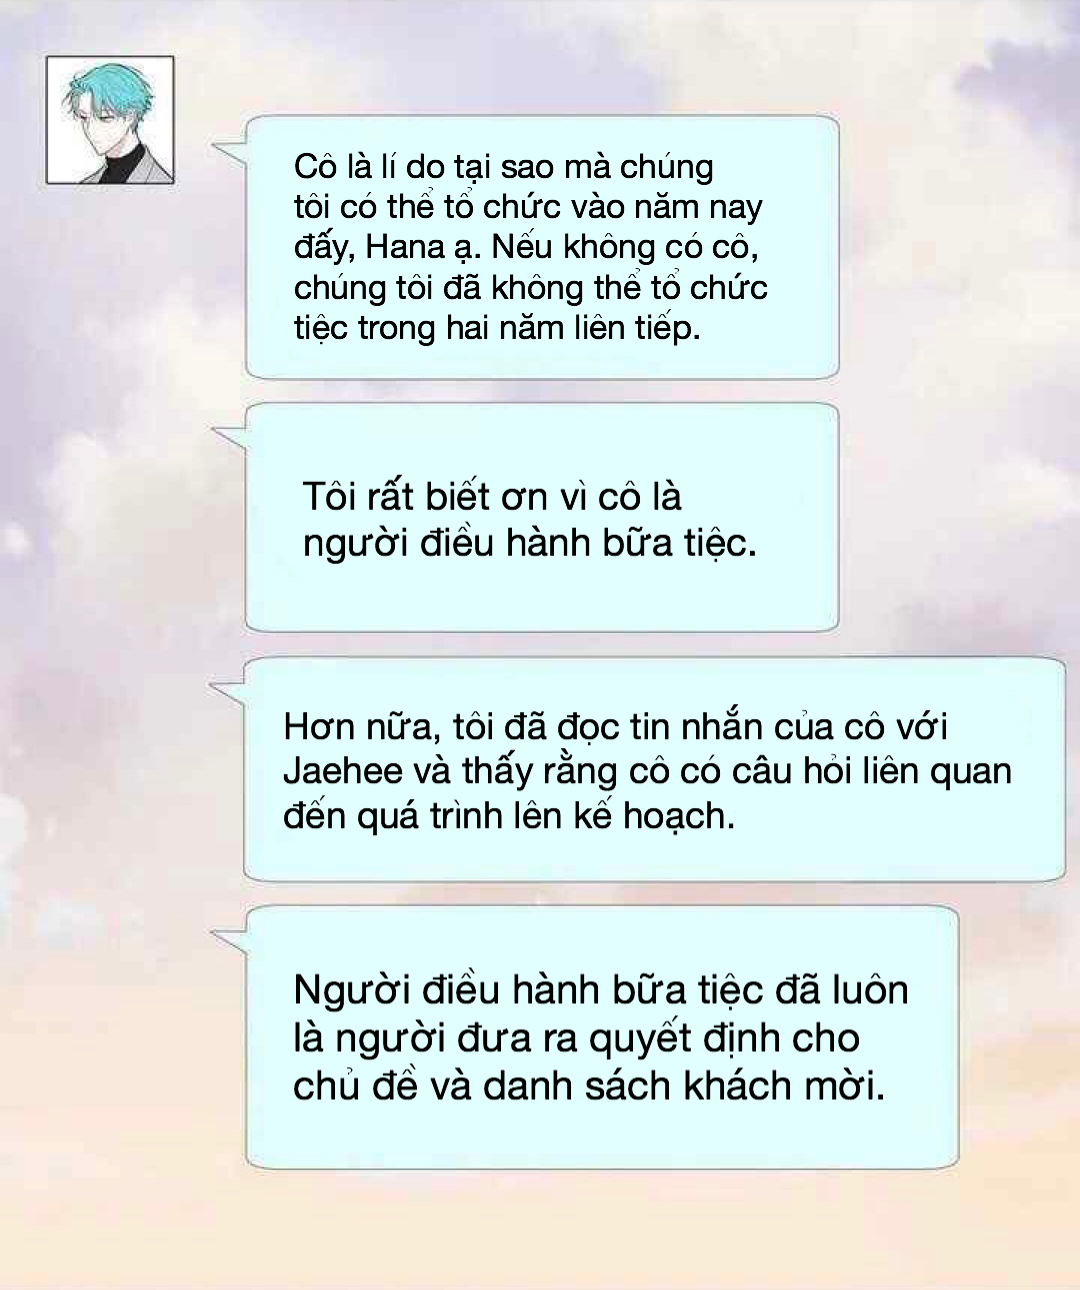 Cô là lí do tại sao mà chúng
tôi có thể tổ chức vào năm nay
đấy, Hana ạ. Nếu không có cô,
chúng tôi đã không thể tổ chức
tiệc trong hai năm liên tiếp.
Tôi rất biết ơn vì cô là
người điều hành bữa tiệc.
Hơn nữa, tôi đã đọc tin nhắn của cô với
Jaehee và thấy rằng cô có câu hỏi liên quan
đến quá trình lên kế hoạch.
Người điều hành bữa tiệc đã luôn
là người đưa ra quyết định cho
chủ đề và danh sách khách mời.